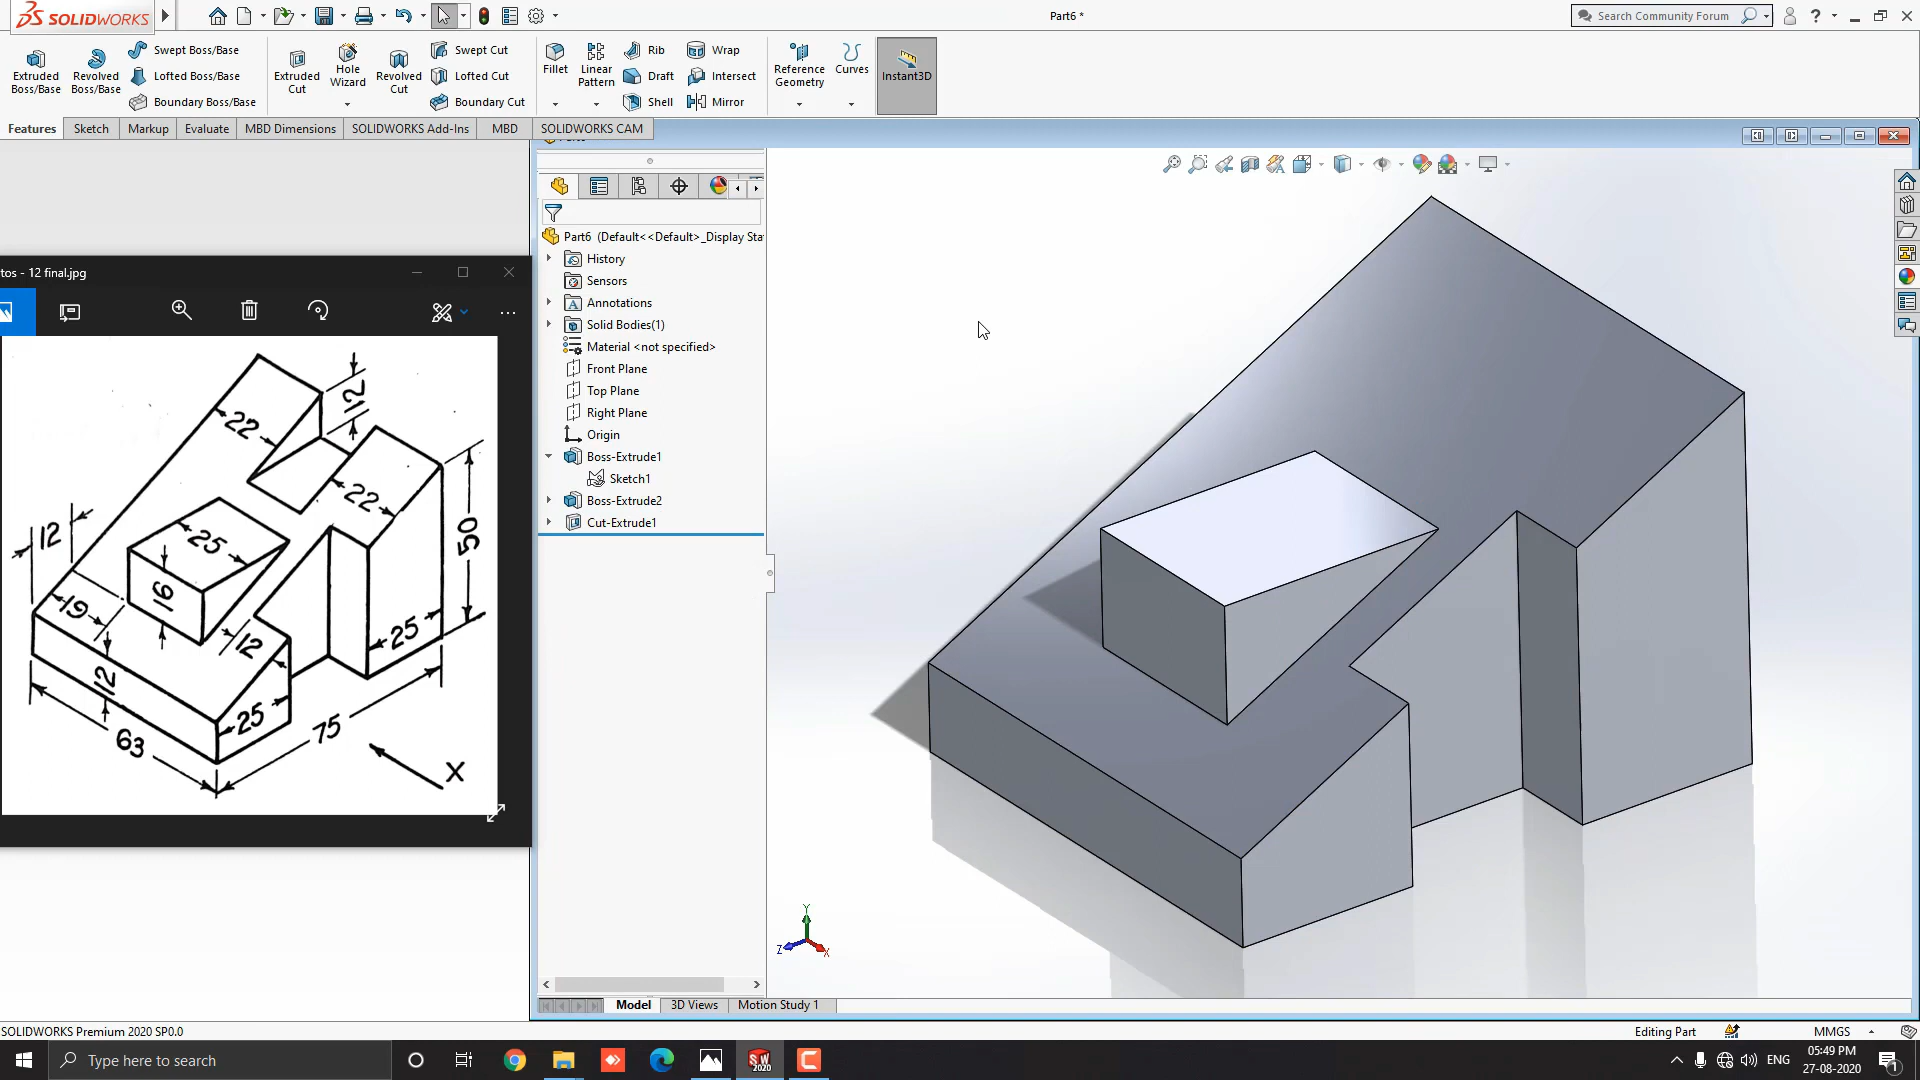 SOLIDWORKS
Part6 *
Search Community Forum
Extruded Boss/Base
Revolved Boss/Base
Swept Boss/Base
Lofted Boss/Base
Boundary Boss/Base
Extruded Cut
Hole Wizard
Revolved Cut
Swept Cut
Lofted Cut
Boundary Cut
Fillet
Linear Pattern
Rib
Draft
Shell
Wrap
Intersect
Mirror
Reference Geometry
Curves
Instant3D
Features
Sketch
Markup
Evaluate
MBD Dimensions
SOLIDWORKS Add-Ins
MBD
SOLIDWORKS CAM
tos - 12 final.jpg
12
22
22
50
12
25
16
19
12
25
12
25
63
75
X
Part6 (Default<<Default>_Display Sta
History
Sensors
Annotations
Solid Bodies(1)
Material <not specified>
Front Plane
Top Plane
Right Plane
Origin
Boss-Extrude1
Sketch1
Boss-Extrude2
Cut-Extrude1
Y
Z
X
Model
3D Views
Motion Study 1
SOLIDWORKS Premium 2020 SP0.0
Editing Part
MMGS
Type here to search
SW
2020
ENG
05:49 PM
27-08-2020
1